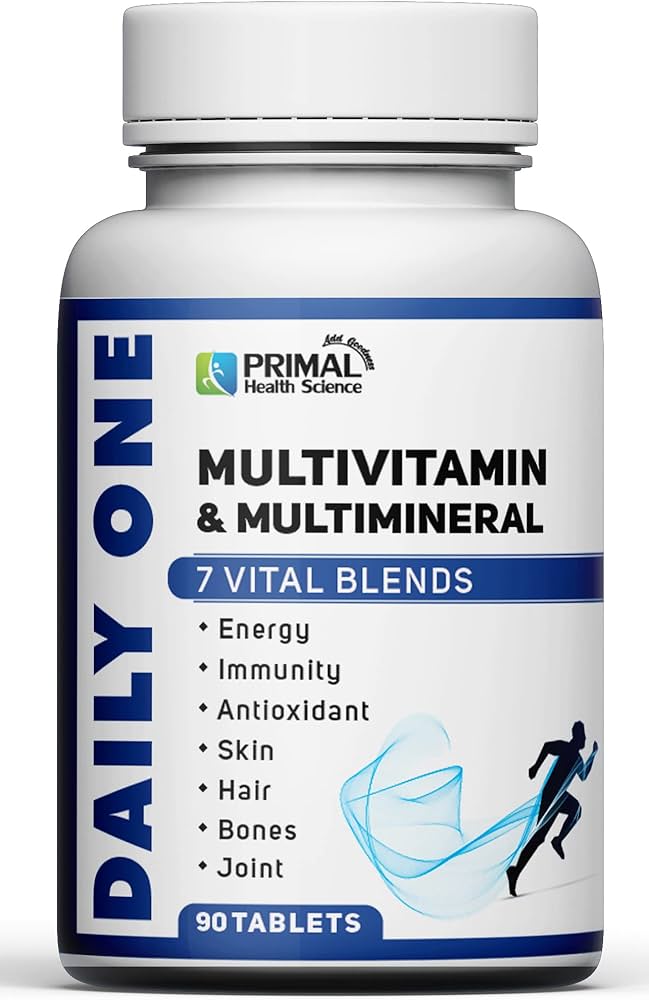 DAILY ONE
Add Goodness
PRIMAL
Health Science
MULTIVITAMIN
& MULTIMINERAL
7 VITAL BLENDS
• Energy
• Immunity
• Antioxidant
• Skin
• Hair
• Bones
• Joint
90 TABLETS